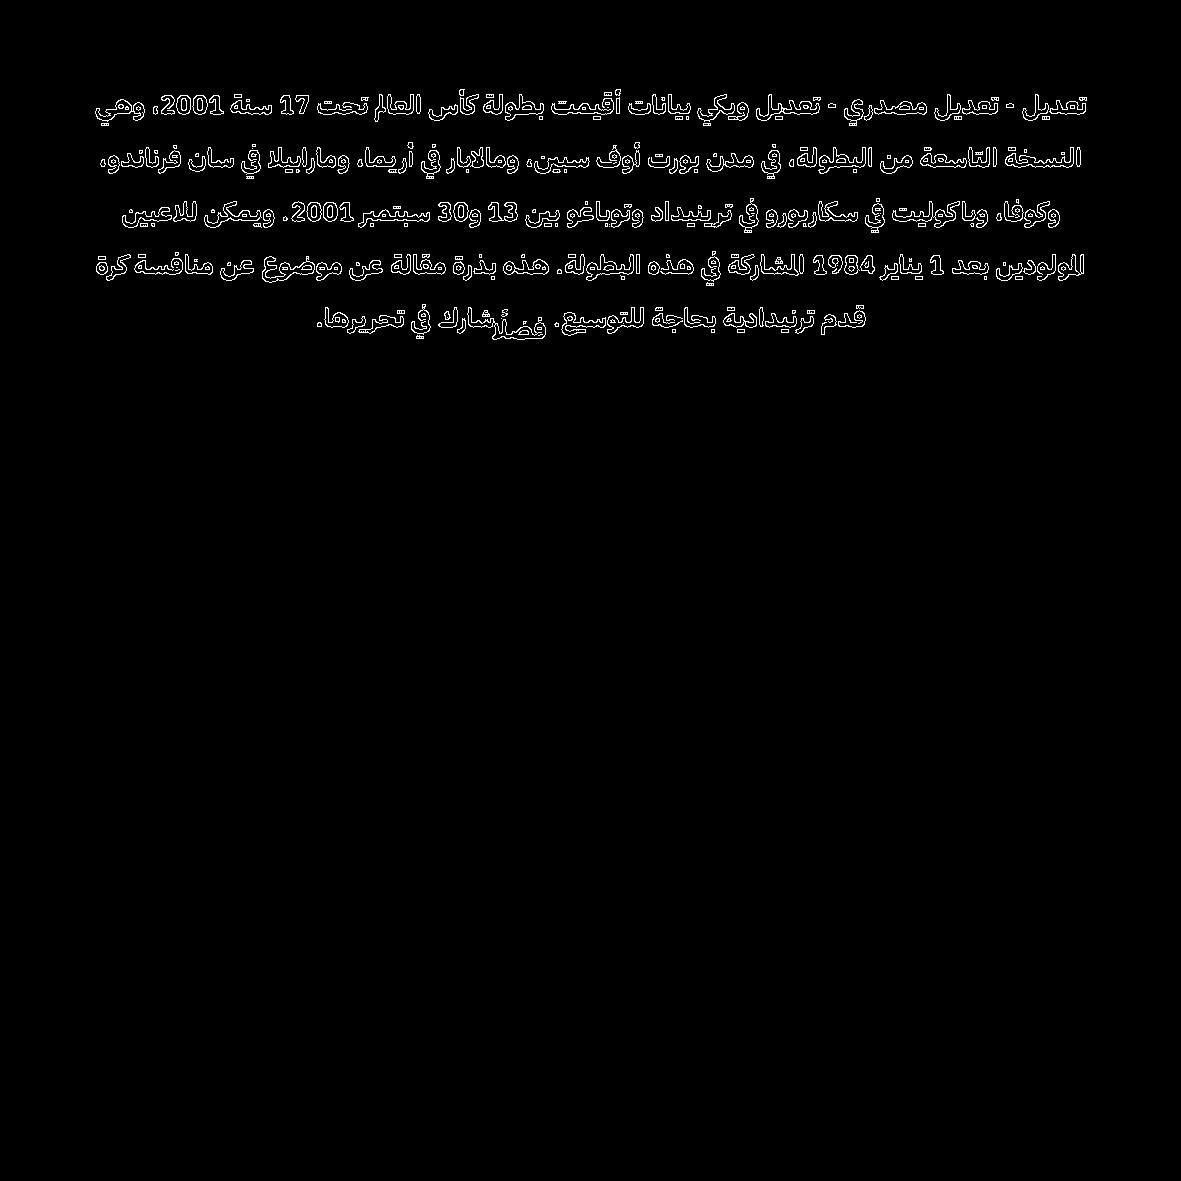 تعديل - تعديل مصدري - تعديل ويكي بيانات أقيمت بطولة كأس العالم تحت 17 سنة 2001، وهي
النسخة التاسعة من البطولة، في مدن بورت أوف سبين، ومالابار في أريما، ومارابيلا في سان فرناندو،
وكوفا، وباكوليت في سكاربورو في ترينيداد وتوباغو بين 13 و30 سبتمبر 2001. ويمكن للاعبين
المولودين بعد 1 يناير 1984 المشاركة في هذه البطولة. هذه بذرة مقالة عن موضوع عن منافسة كرة
قدم ترنيدادية بحاجة للتوسيع. فضلًا شارك في تحريرها.